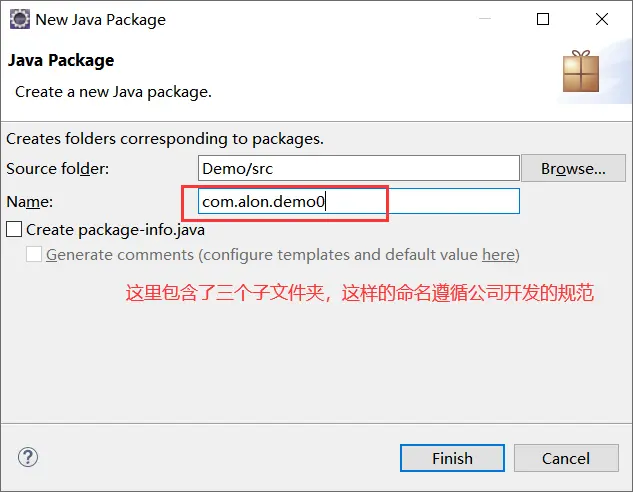 New Java Package
Java Package
Create a new Java package.
Creates folders corresponding to packages.
Source folder:
Demo/src
Browse...
Name:
com.alon.demo0
Create package-info.java
Generate comments (configure templates and default value here)
这里包含了三个子文件夹，这样的命名遵循公司开发的规范
?
Finish
Cancel